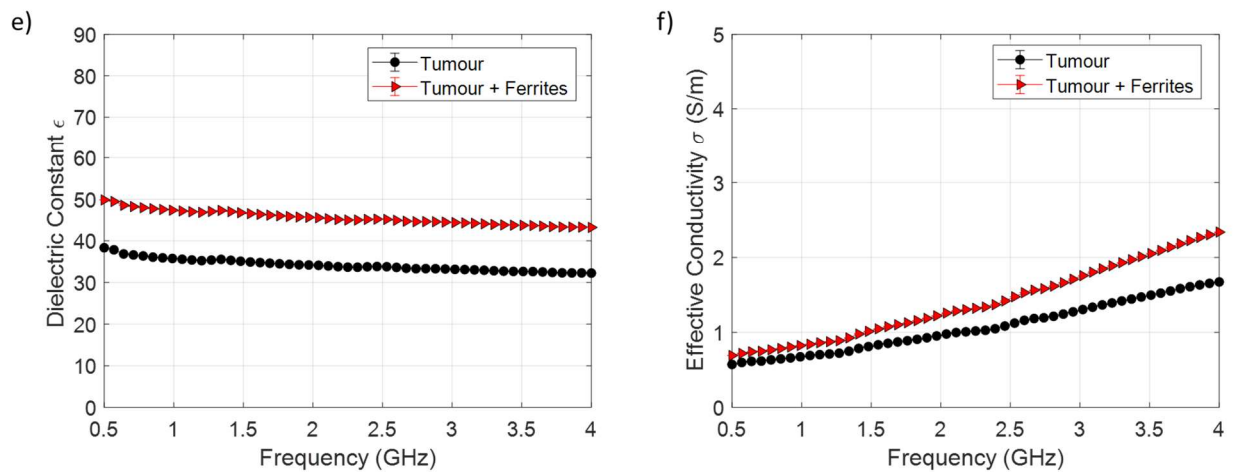 e)
90
80
70
60
50
40
30
20
10
0
Dielectric Constant ϵ
Tumour
Tumour + Ferrites
0.5 1 1.5 2 2.5 3 3.5 4
Frequency (GHz)
f)
5
4
3
2
1
0
Effective Conductivity σ (S/m)
Tumour
Tumour + Ferrites
0.5 1 1.5 2 2.5 3 3.5 4
Frequency (GHz)